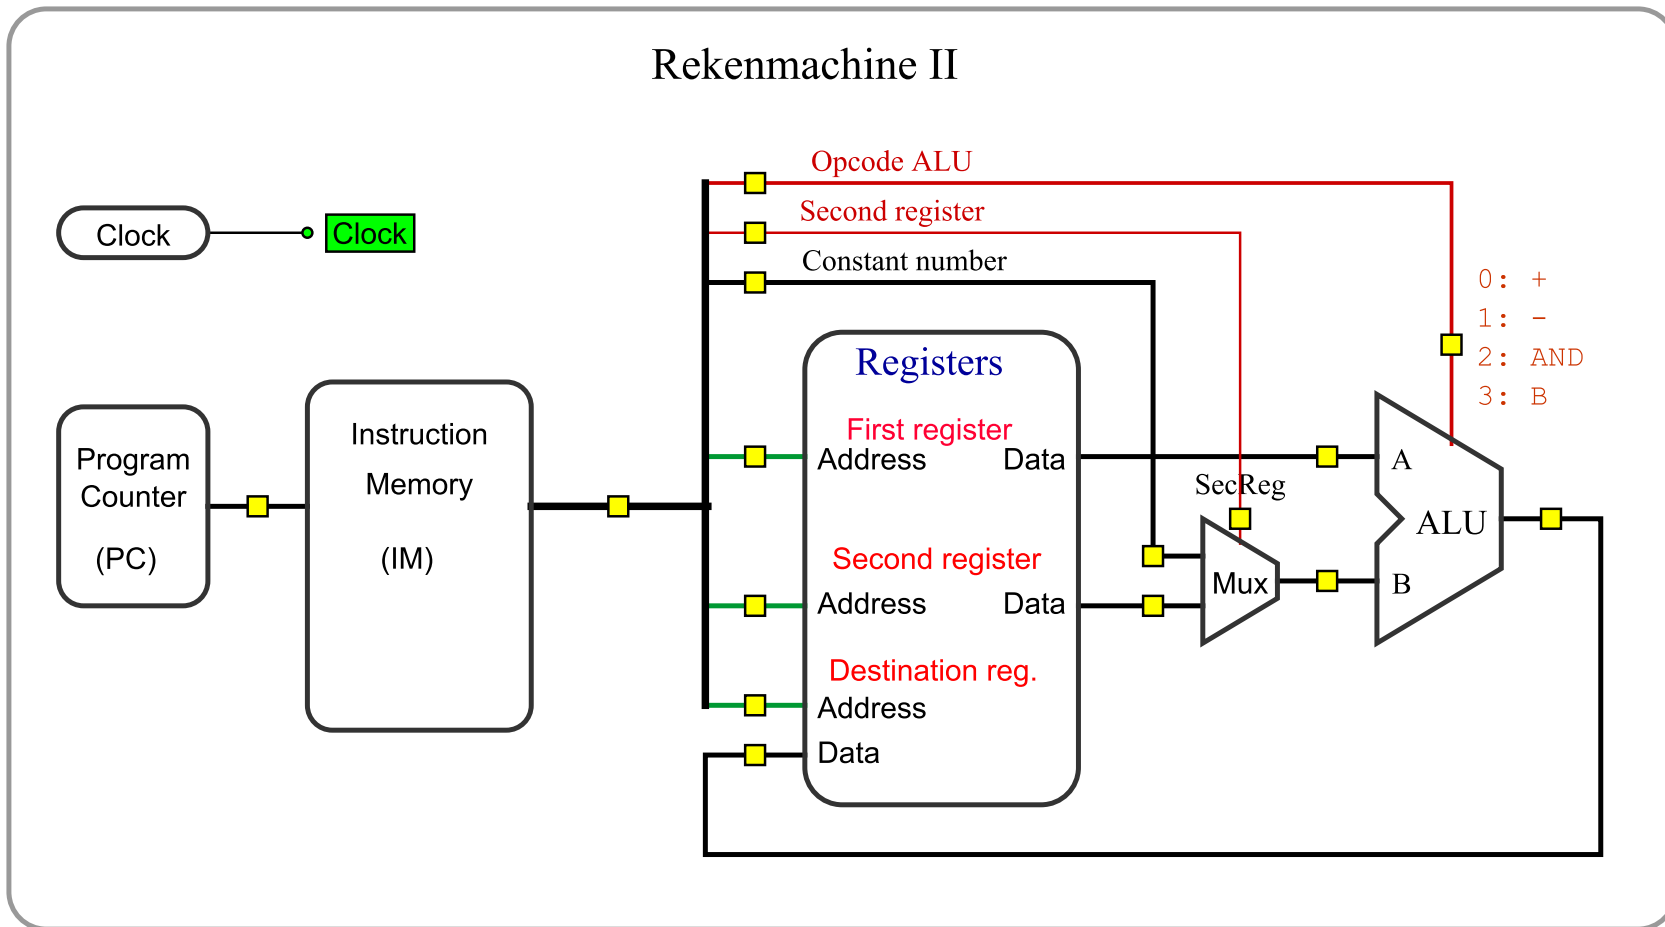 Rekenmachine II
Opcode ALU
Second register
Constant number
Clock
Clock
0: +
1: -
2: AND
3: B
Registers
First register
Address
Data
Program
Counter
(PC)
Instruction
Memory
(IM)
SecReg
A
ALU
B
Mux
Second register
Address
Data
Destination reg.
Address
Data